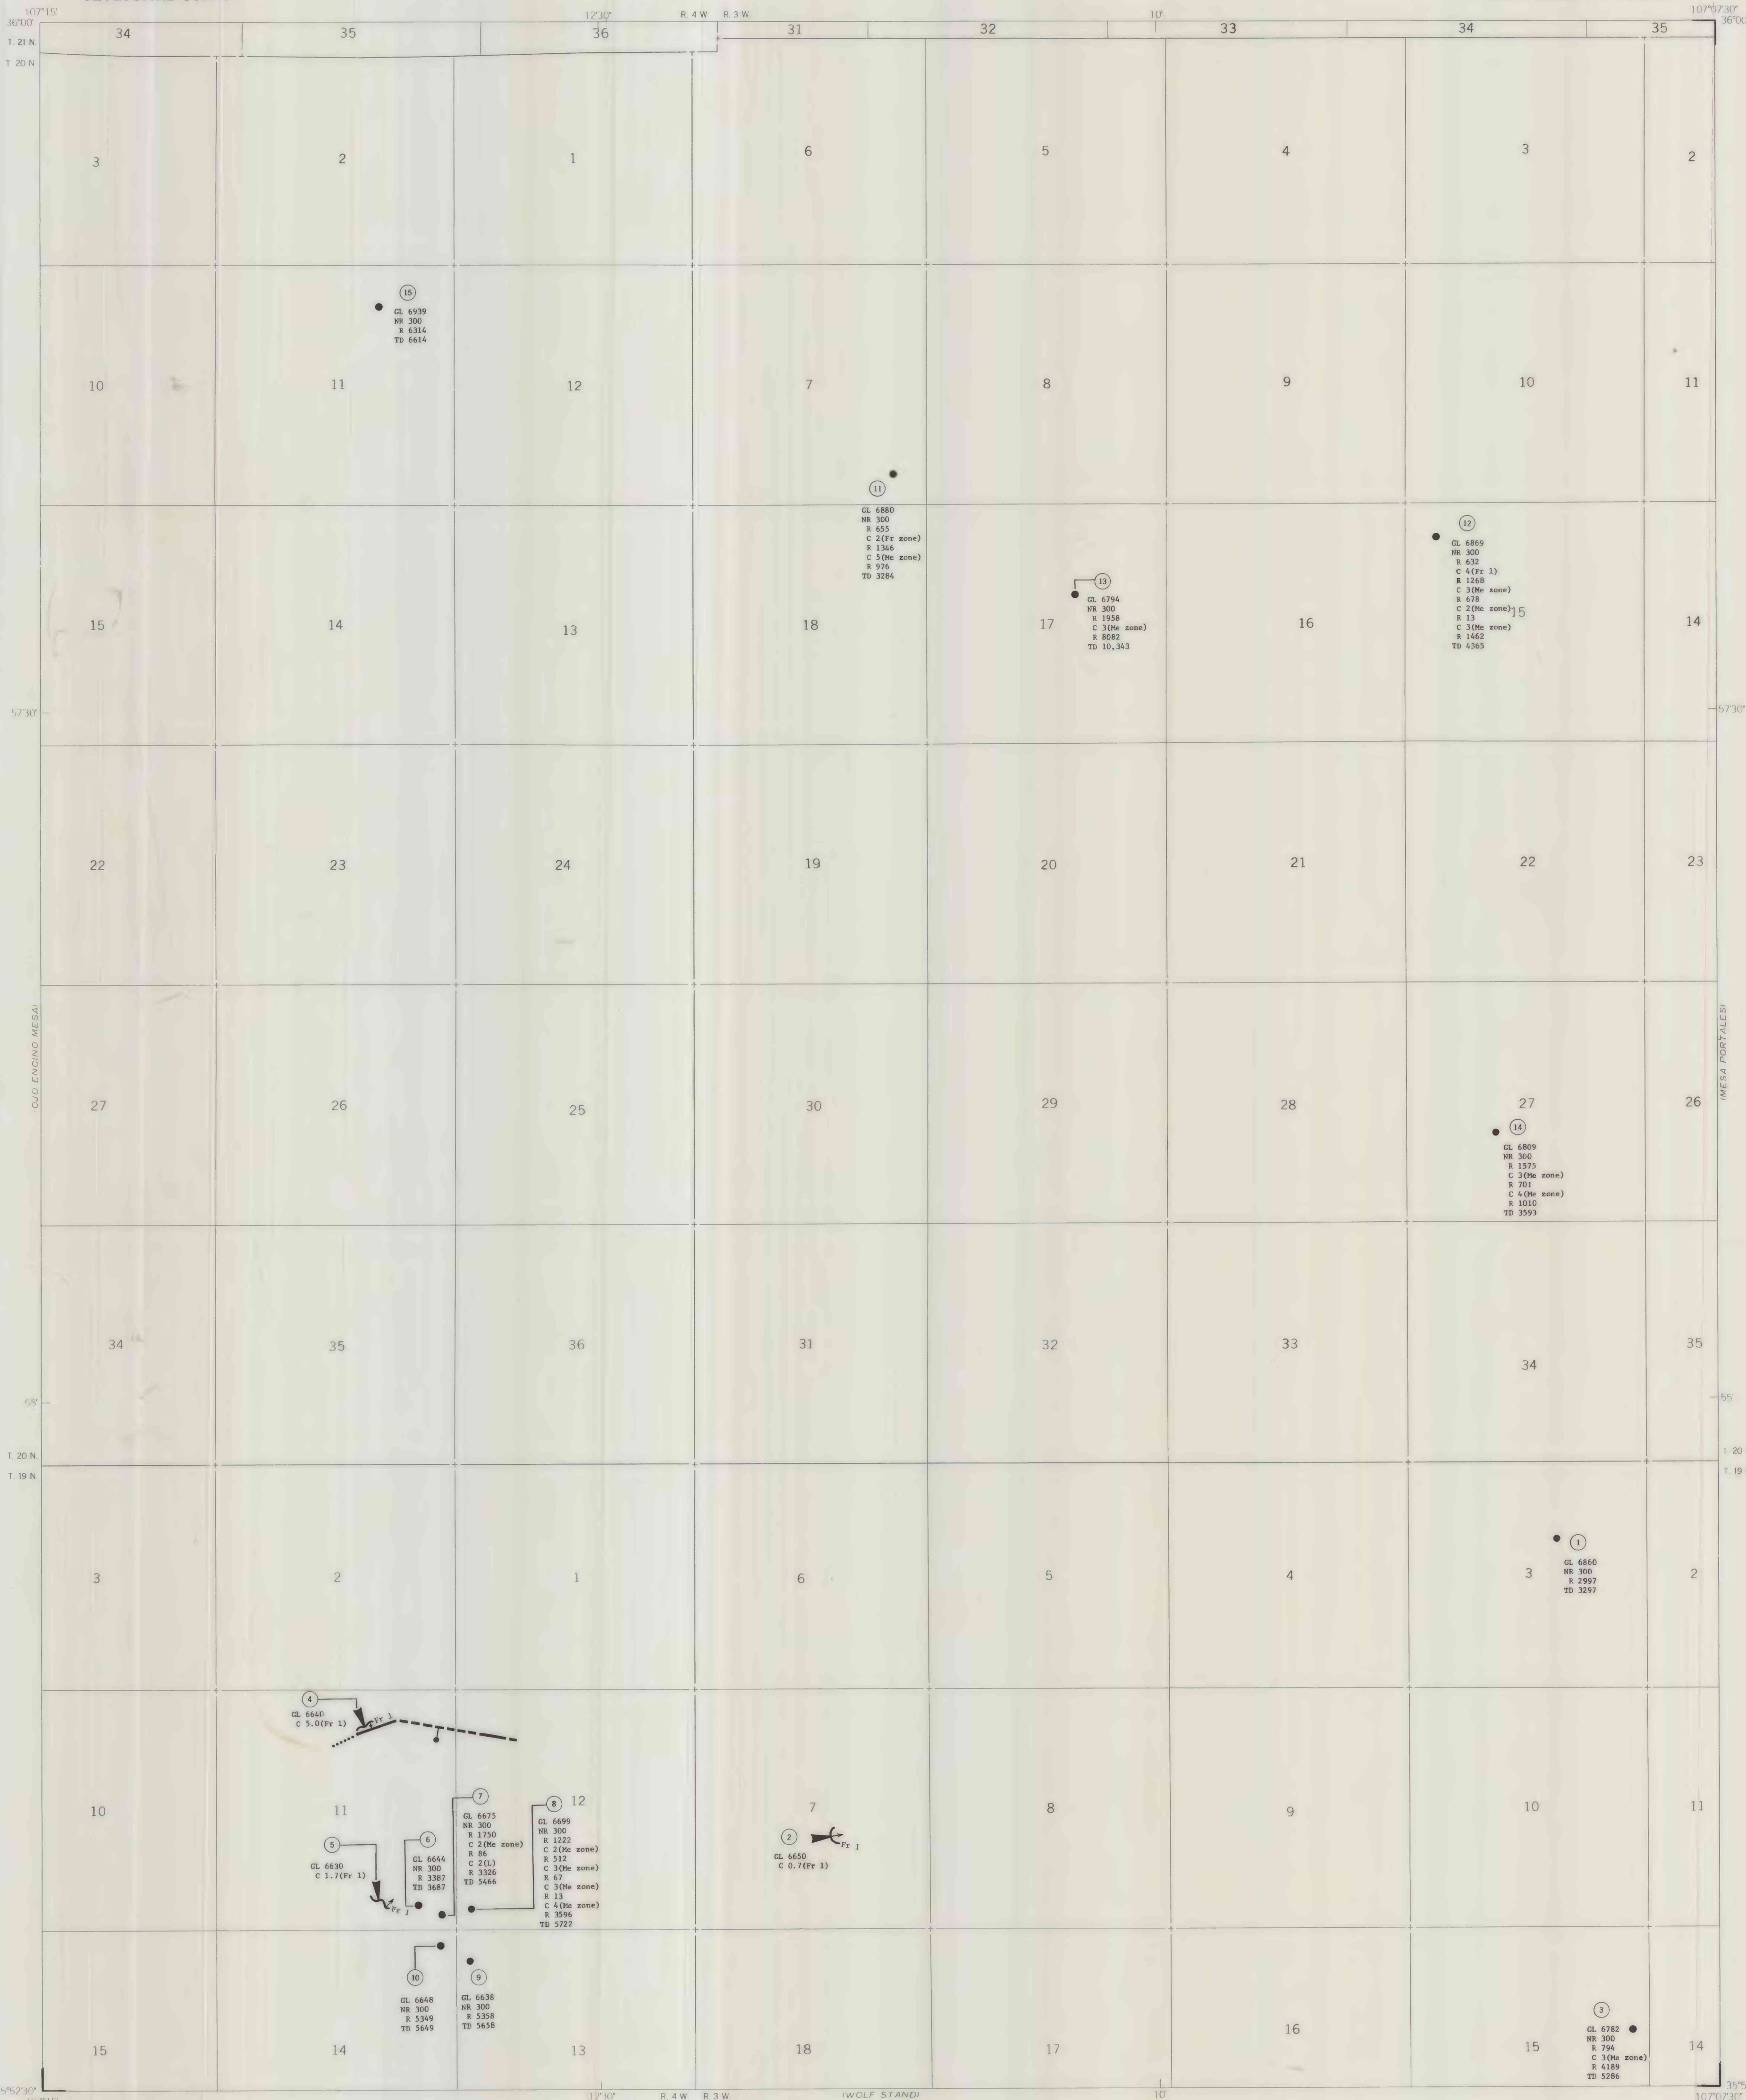 107°15'
12'30"
R. 4 W  R. 3 W.
10'
107°07'30"
36°00'
34
35
36
31
32
33
34
35
T. 21 N.
T. 20 N
3
2
1
6
5
4
3
2
15
GL 6939
NR 300
R 6314
TD 6614
10
11
12
7
8
9
10
11
11
GL 6880
NR 300
R 655
C 2(Fr zone)
R 1346
C 5(Me zone)
R 976
TD 3284
13
GL 6794
NR 300
R 1958
C 3(Me zone)
R 8082
TD 10,343
12
GL 6869
NR 300
R 632
C 4(Fr 1)
R 1268
C 3(Me zone)
R 678
C 2(Me zone)
R 13
C 3(Me zone)
R 1462
TD 4365
15
14
13
18
17
16
15
14
57'30"
57'30"
22
23
24
19
20
21
22
23
(OJO ENCINO MESA)
(MESA PORTALES)
27
26
25
30
29
28
27
26
14
GL 6809
NR 300
R 1575
C 3(Me zone)
R 701
C 4(Me zone)
R 1010
TD 3593
34
35
36
31
32
33
34
35
55'
55'
T. 20 N.
T. 19 N.
T. 20
T. 19
3
2
1
6
5
4
3
2
1
GL 6860
NR 300
R 2997
TD 3297
4
GL 6640
C 5.0(Fr 1)
Fr 1
10
11
12
7
8
9
10
11
5
GL 6630
C 1.7(Fr 1)
Fr 1
6
GL 6644
NR 300
R 3387
TD 3687
7
GL 6675
NR 300
R 1750
C 2(Me zone)
R 86
C 2(L)
R 3326
TD 5466
8
GL 6699
NR 300
R 1222
C 2(Me zone)
R 512
C 3(Me zone)
R 67
C 3(Me zone)
R 13
C 4(Me zone)
R 3596
TD 5722
2
GL 6650
C 0.7(Fr 1)
Fr 1
10
GL 6648
NR 300
R 5349
TD 5649
9
GL 6638
NR 300
R 5358
TD 5658
3
GL 6782
NR 300
R 794
C 3(Me zone)
R 4189
TD 5286
15
14
13
18
17
16
15
14
12'30"
R. 4 W  R. 3 W.
(WOLF STAND)
10'
107°07'30"